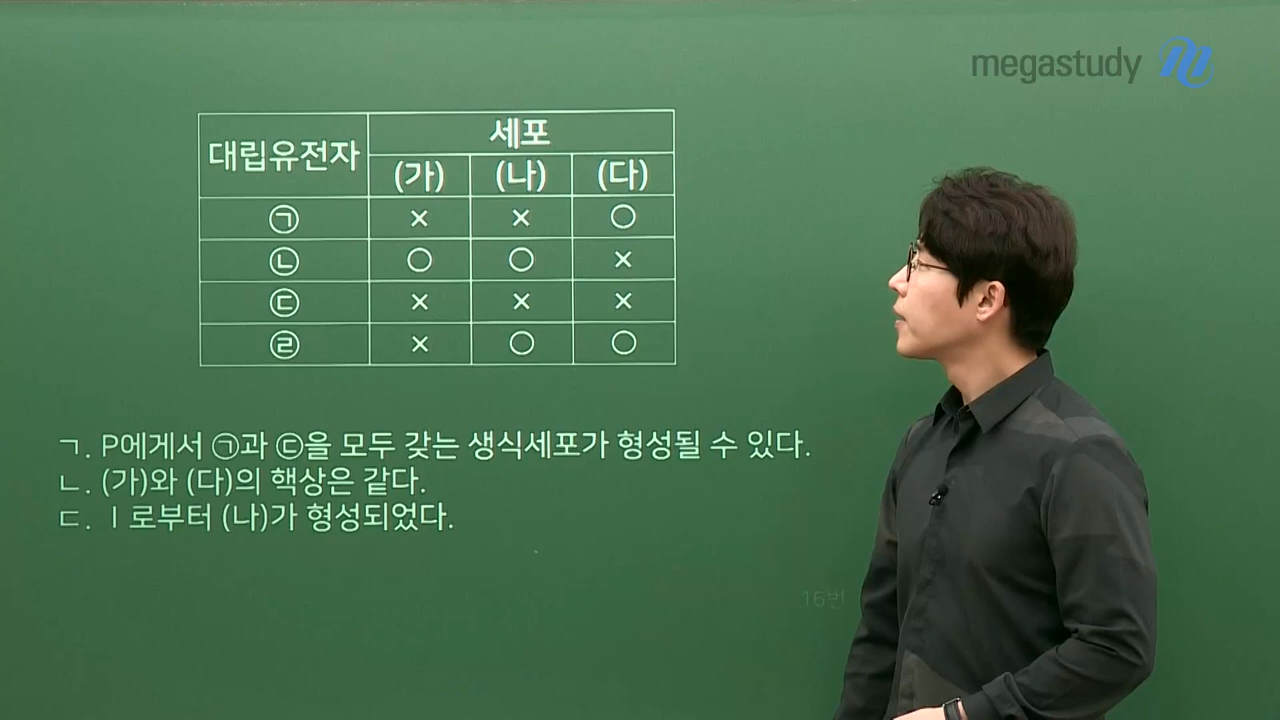 megastudy
대립유전자 세포
(가) (나) (다)
㉠ × × ○
㉡ ○ ○ ×
㉢ × × ×
㉣ × ○ ○
ㄱ. P에게서 ㉠과 ㉢을 모두 갖는 생식세포가 형성될 수 있다.
ㄴ. (가)와 (다)의 핵상은 같다.
ㄷ. Ⅰ로부터 (나)가 형성되었다.
16번